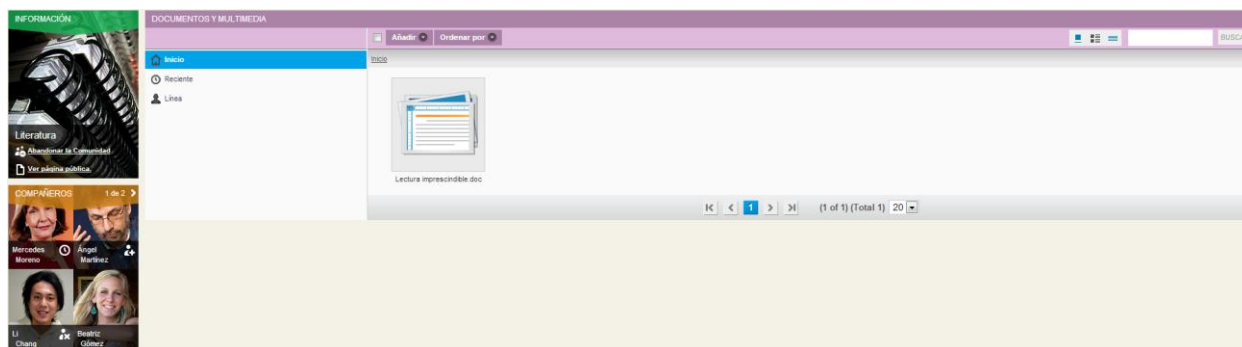 INFORMACIÓN
Literatura
Abandonar la Comunidad
Ver página pública.
COMPAÑEROS 1 de 2
Mercedes Moreno
Ángel Martínez
Li Chang
Beatriz Gómez
DOCUMENTOS Y MULTIMEDIA
Añadir Ordenar por
BUSCA
Inicio
Reciente
Línea
Inicio
Lectura imprescindible.doc
1 (1 of 1) (Total 1) 20